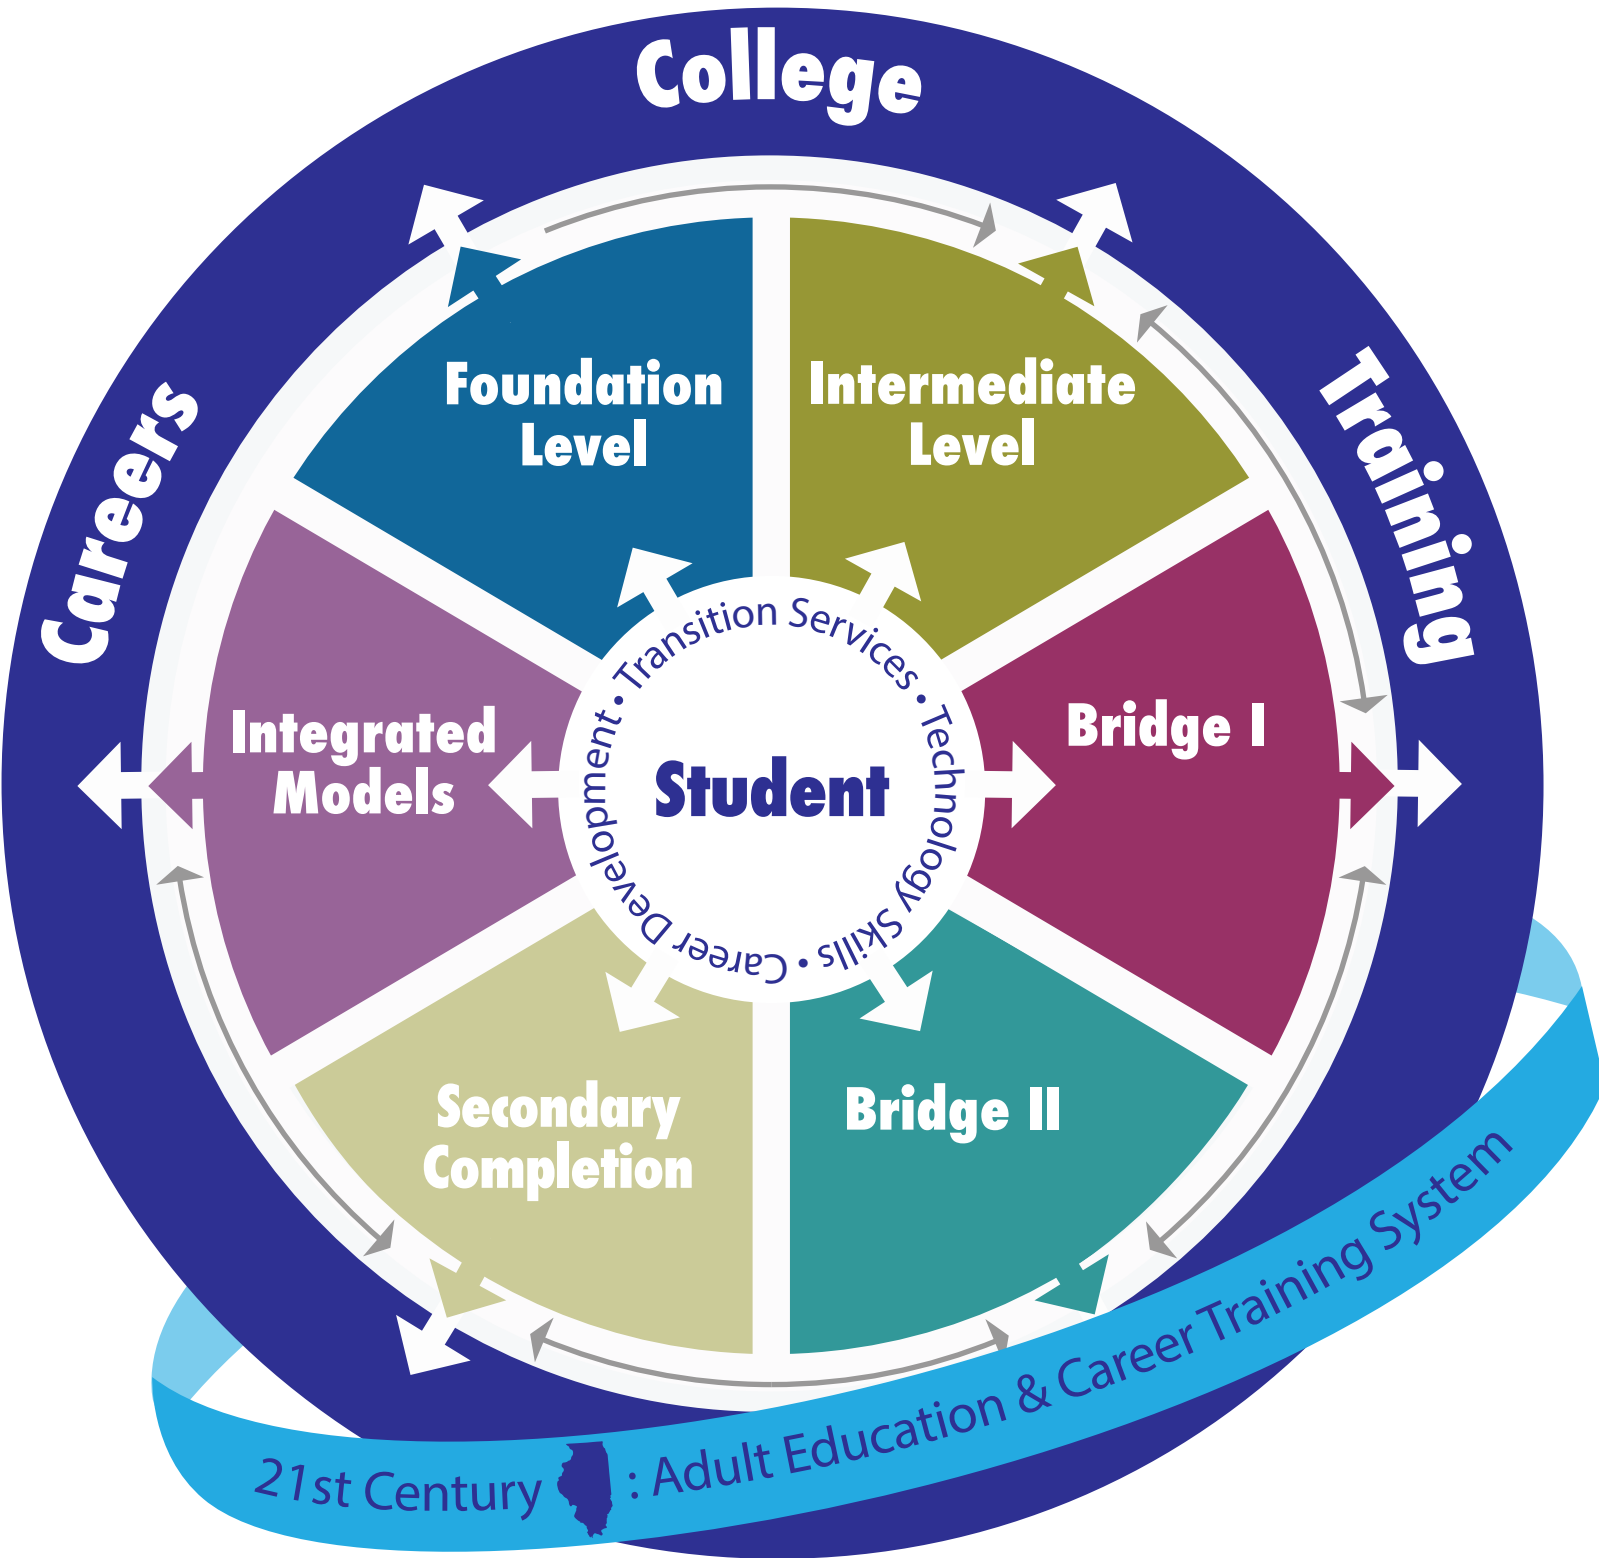 College
Careers
Training
Foundation
Level
Intermediate
Level
Integrated
Models
Bridge I
Student
Transition Services • Technology Skills • Career Development •
Secondary
Completion
Bridge II
21st Century : Adult Education & Career Training System